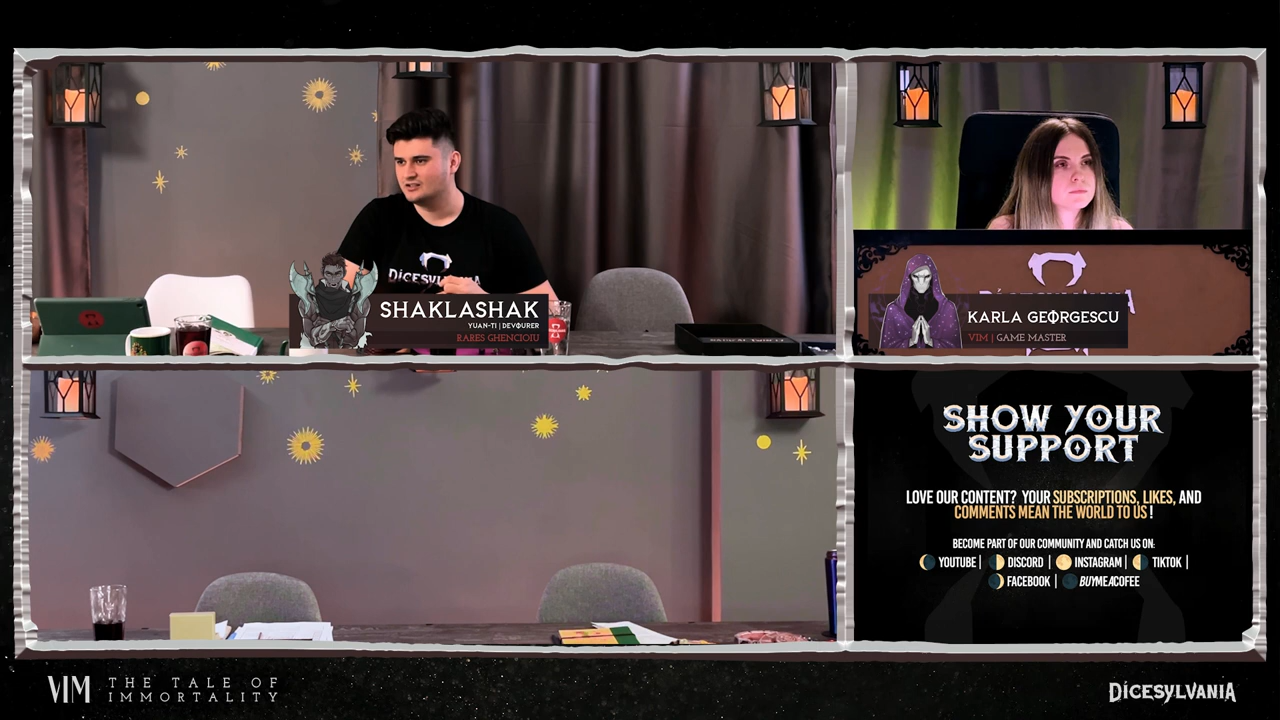 DICESYLVANIA
SHAKLASHAK
YUAN-TI | DEVOURER
RARES GHENCIOIU
KARLA GEORGESCU
VIM | GAME MASTER
SHOW YOUR
SUPPORT
LOVE OUR CONTENT? YOUR SUBSCRIPTIONS, LIKES, AND
COMMENTS MEAN THE WORLD TO US !
BECOME PART OF OUR COMMUNITY AND CATCH US ON:
YOUTUBE | DISCORD | INSTAGRAM | TIKTOK |
FACEBOOK | BUYMEACOFEE
VIM THE TALE OF
IMMORTALITY
DICESYLVANIA